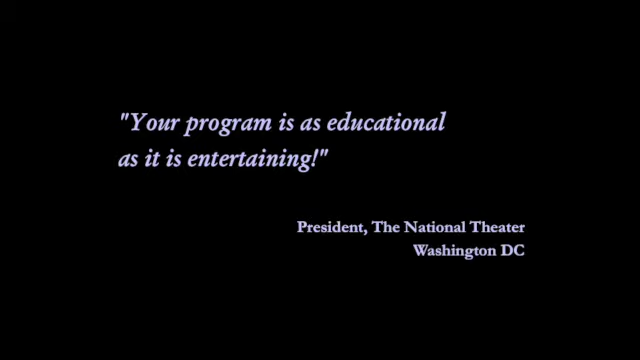 "Your program is as educational
as it is entertaining!"
President, The National Theater
Washington DC